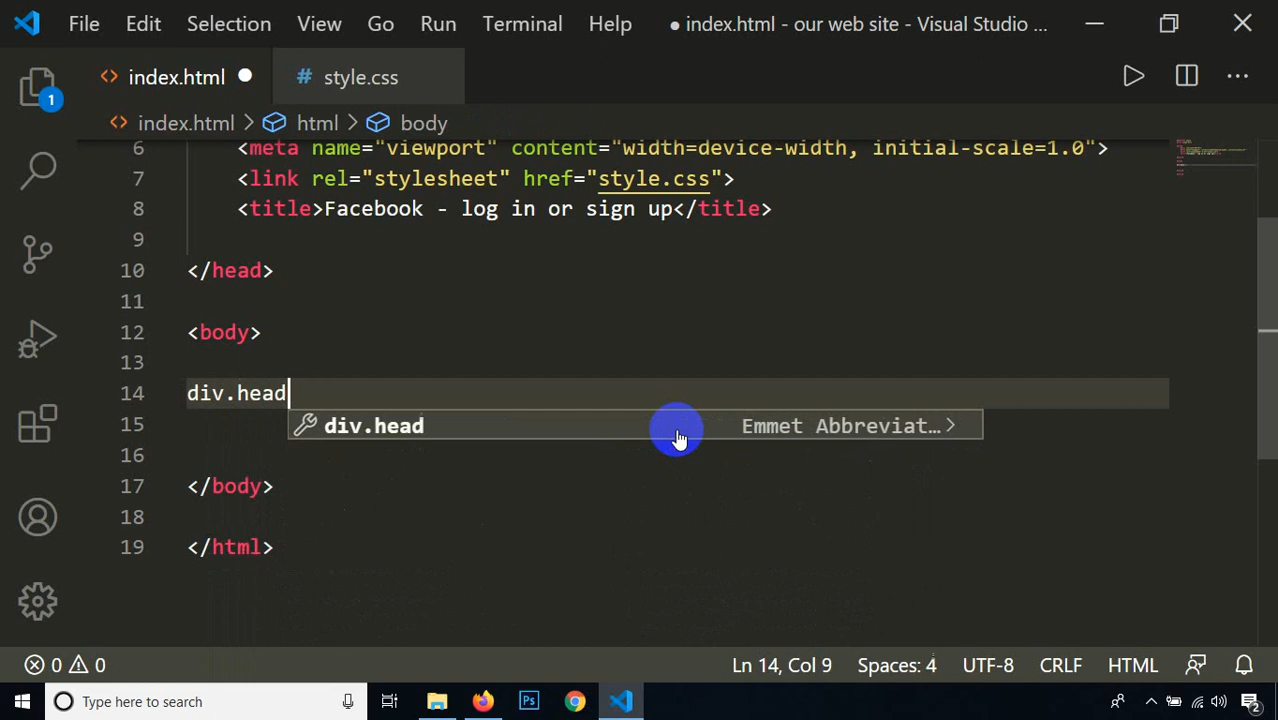 File Edit Selection View Go Run Terminal Help ● index.html - our web site - Visual Studio ...
<> index.html ● # style.css
<> index.html > html > body
6 <meta name="viewport" content="width=device-width, initial-scale=1.0">
7 <link rel="stylesheet" href="style.css">
8 <title>Facebook - log in or sign up</title>
9
10 </head>
11
12 <body>
13
14 div.head
div.head Emmet Abbreviat... >
15
16
17 </body>
18
19 </html>
1
0 0 Ln 14, Col 9 Spaces: 4 UTF-8 CRLF HTML
Type here to search Ps 2